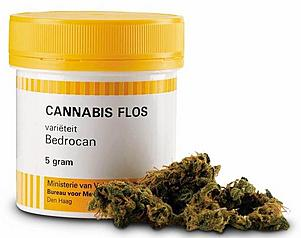 CANNABIS FLOS
variëteit
Bedrocan
5 gram
Ministerie van
Bureau voor
Den Haag